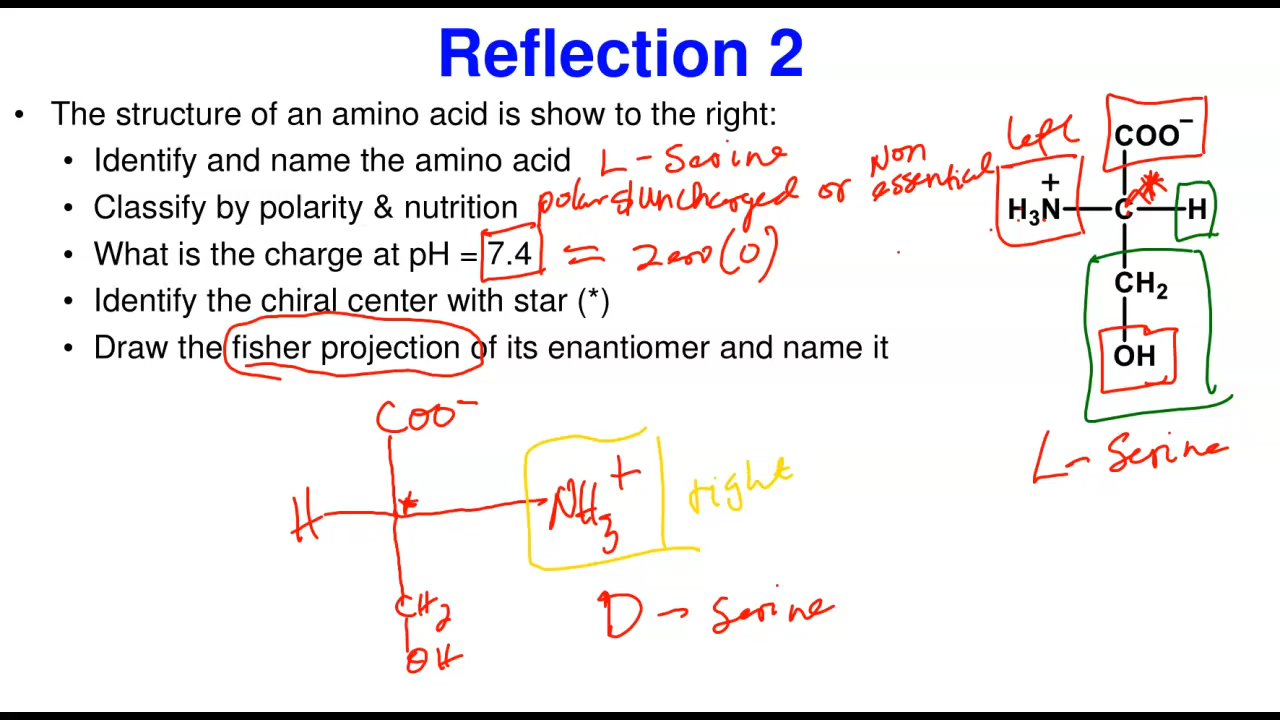 Reflection 2
• The structure of an amino acid is show to the right:
• Identify and name the amino acid L - Serine
• Classify by polarity & nutrition polar & Uncharged or Non essential
• What is the charge at pH = 7.4 = Zero (0)
• Identify the chiral center with star (*)
• Draw the fisher projection of its enantiomer and name it
left
COO⁻
+
H₃N C * H
CH₂
OH
L - Serine
COO⁻
H * NH₃⁺ right
CH₂
OH
D - Serine